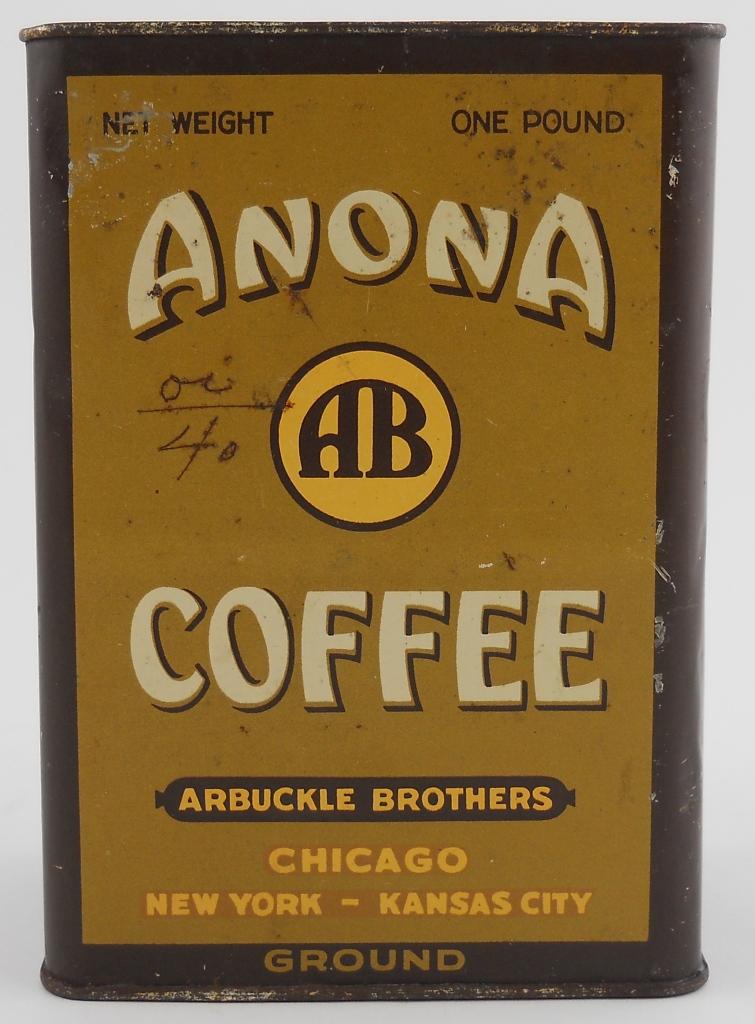 NET WEIGHT ONE POUND
ANONA
AB
COFFEE
ARBUCKLE BROTHERS
CHICAGO
NEW YORK - KANSAS CITY
GROUND